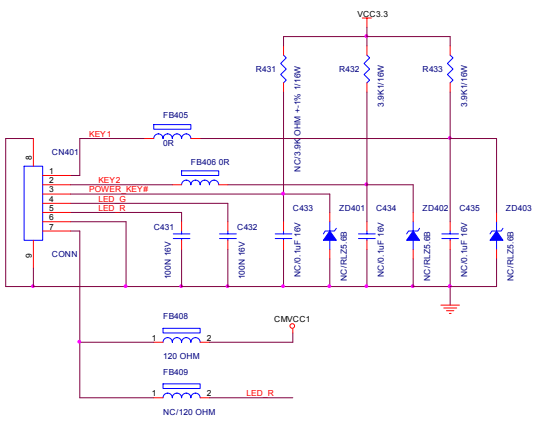 VCC3.3
R431
R432
R433
NC/3.9K OHM +-1% 1/16W
3.9K1/16W
3.9K1/16W
FB405
0R
KEY1
CN401
8
FB406 0R
1
2
3
4
5
6
7
KEY2
POWER_KEY#
LED_G
LED_R
9
CONN
C431
100N 16V
C432
100N 16V
C433
NC/0.1uF 16V
ZD401
NC/RLZ5.6B
C434
NC/0.1uF 16V
ZD402
NC/RLZ5.6B
C435
NC/0.1uF 16V
ZD403
NC/RLZ5.6B
FB408
1
2
120 OHM
CMVCC1
FB409
1
2
LED_R
NC/120 OHM